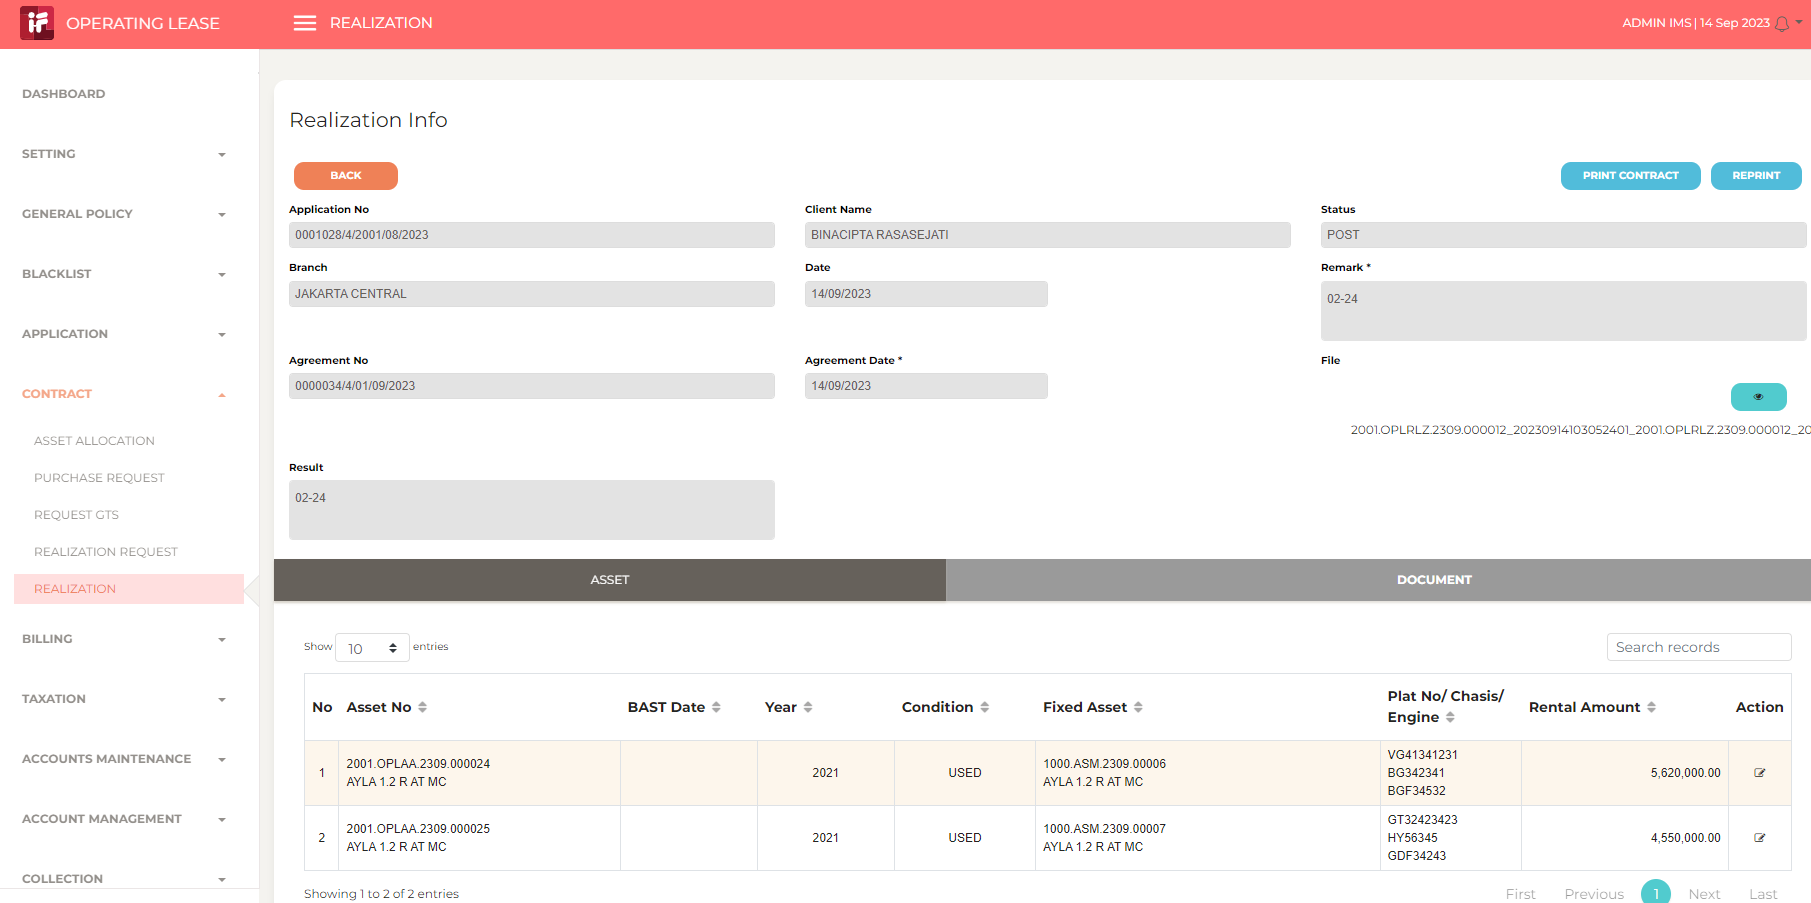 iF OPERATING LEASE
REALIZATION
ADMIN IMS | 14 Sep 2023
DASHBOARD
SETTING
GENERAL POLICY
BLACKLIST
APPLICATION
CONTRACT
ASSET ALLOCATION
PURCHASE REQUEST
REQUEST GTS
REALIZATION REQUEST
REALIZATION
BILLING
TAXATION
ACCOUNTS MAINTENANCE
ACCOUNT MANAGEMENT
COLLECTION
Realization Info
BACK
PRINT CONTRACT
REPRINT
Application No
0001028/4/2001/08/2023
Client Name
BINACIPTA RASASEJATI
Status
POST
Branch
JAKARTA CENTRAL
Date
14/09/2023
Remark *
02-24
Agreement No
0000034/4/01/09/2023
Agreement Date *
14/09/2023
File
2001.OPLRLZ.2309.000012_20230914103052401_2001.OPLRLZ.2309.000012_20
Result
02-24
ASSET
DOCUMENT
Show 10 entries
Search records
No Asset No BAST Date Year Condition Fixed Asset Plat No/ Chasis/ Engine Rental Amount Action
1 2001.OPLAA.2309.000024 AYLA 1.2 R AT MC 2021 USED 1000.ASM.2309.00006 AYLA 1.2 R AT MC VG41341231 BG342341 BGF34532 5,620,000.00
2 2001.OPLAA.2309.000025 AYLA 1.2 R AT MC 2021 USED 1000.ASM.2309.00007 AYLA 1.2 R AT MC GT32423423 HY56345 GDF34243 4,550,000.00
Showing 1 to 2 of 2 entries
First Previous 1 Next Last